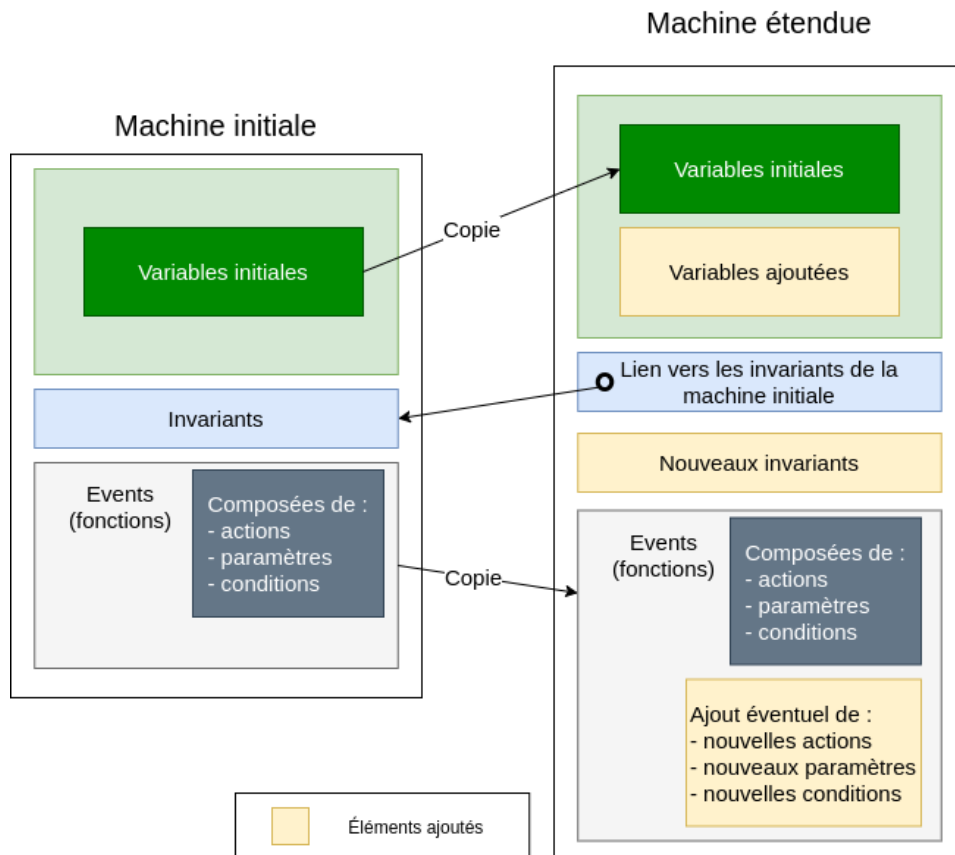 Machine initiale
Variables initiales
Invariants
Events
(fonctions)
Composées de :
- actions
- paramètres
- conditions
Copie
Copie
Machine étendue
Variables initiales
Variables ajoutées
Lien vers les invariants de la
machine initiale
Nouveaux invariants
Events
(fonctions)
Composées de :
- actions
- paramètres
- conditions
Ajout éventuel de :
- nouvelles actions
- nouveaux paramètres
- nouvelles conditions
Éléments ajoutés